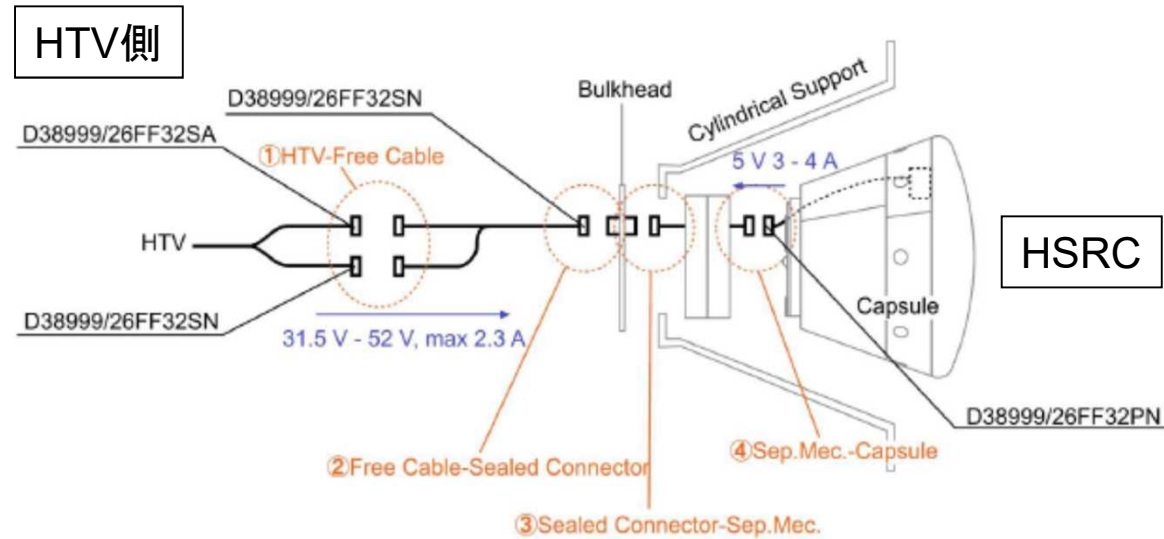 HTV側
D38999/26FF32SN
D38999/26FF32SA
①HTV-Free Cable
Bulkhead
Cylindrical Support
5 V 3 - 4 A
HTV
HSRC
Capsule
D38999/26FF32SN
31.5 V - 52 V, max 2.3 A
D38999/26FF32PN
②Free Cable-Sealed Connector
④Sep.Mec.-Capsule
③Sealed Connector-Sep.Mec.